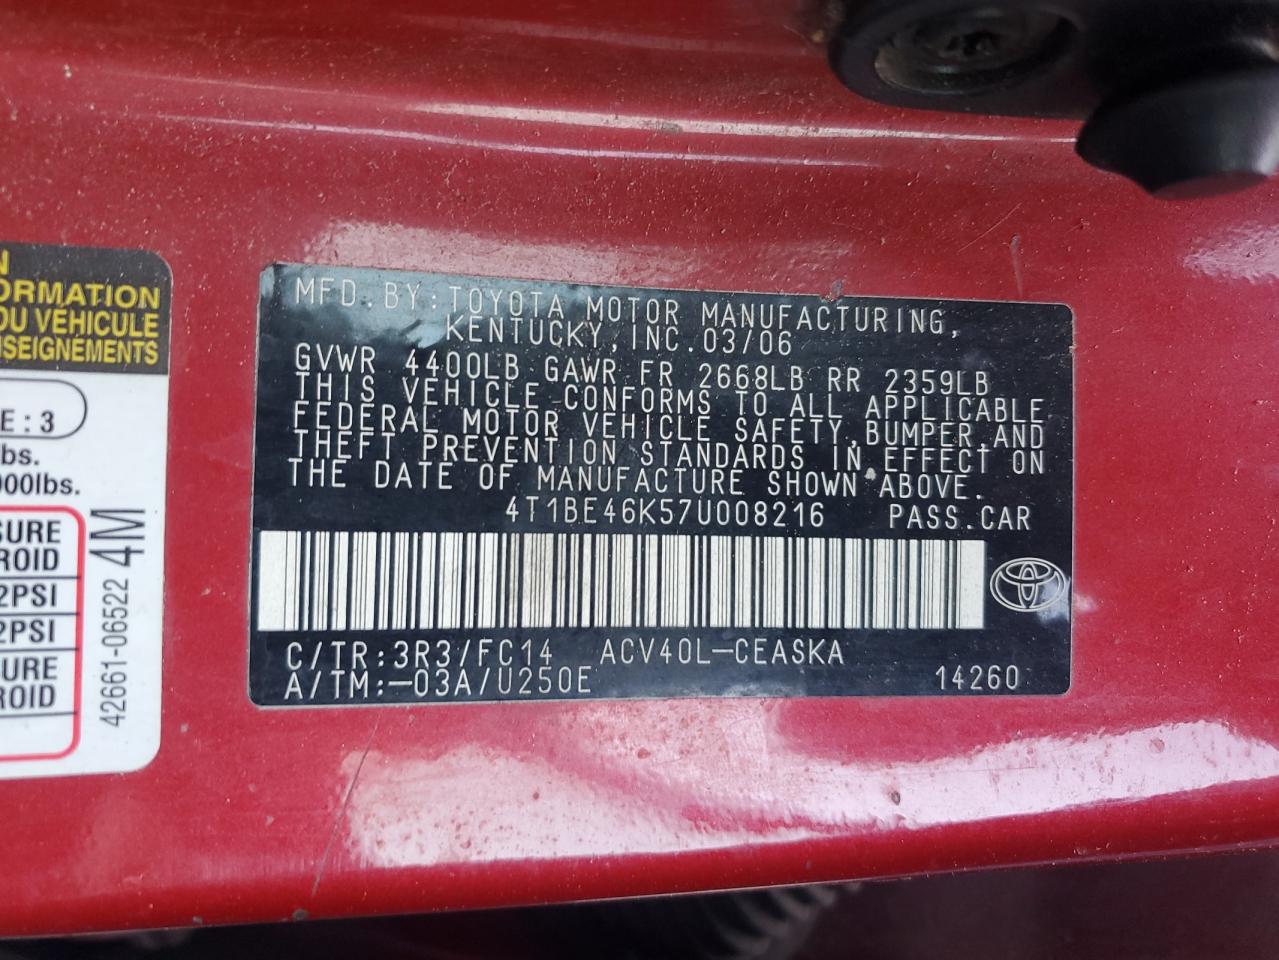 N
ORMATION
DU VÉHICULE
NSEIGNEMENTS
E : 3
bs.
000lbs.
SURE
ROID
2PSI
2PSI
SURE
ROID
42661-06522 4M
MFD. BY: TOYOTA MOTOR MANUFACTURING,
KENTUCKY, INC. 03/06
GVWR 4400LB GAWR FR 2668LB RR 2359LB
THIS VEHICLE CONFORMS TO ALL APPLICABLE
FEDERAL MOTOR VEHICLE SAFETY, BUMPER, AND
THEFT PREVENTION STANDARDS IN EFFECT ON
THE DATE OF MANUFACTURE SHOWN ABOVE.
4T1BE46K57U008216 PASS. CAR
C/TR: 3R3/FC14 ACV40L-CEASKA
A/TM: -03A/U250E 14260